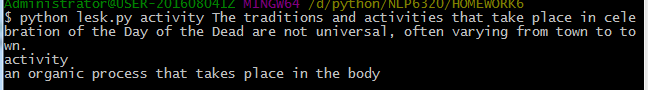 Administrator@USER-20160804IZ MINGW64 /d/python/NLP6320/HOMEWORK6
$ python lesk.py activity The traditions and activities that take place in cele
bration of the Day of the Dead are not universal, often varying from town to to
wn.
activity
an organic process that takes place in the body